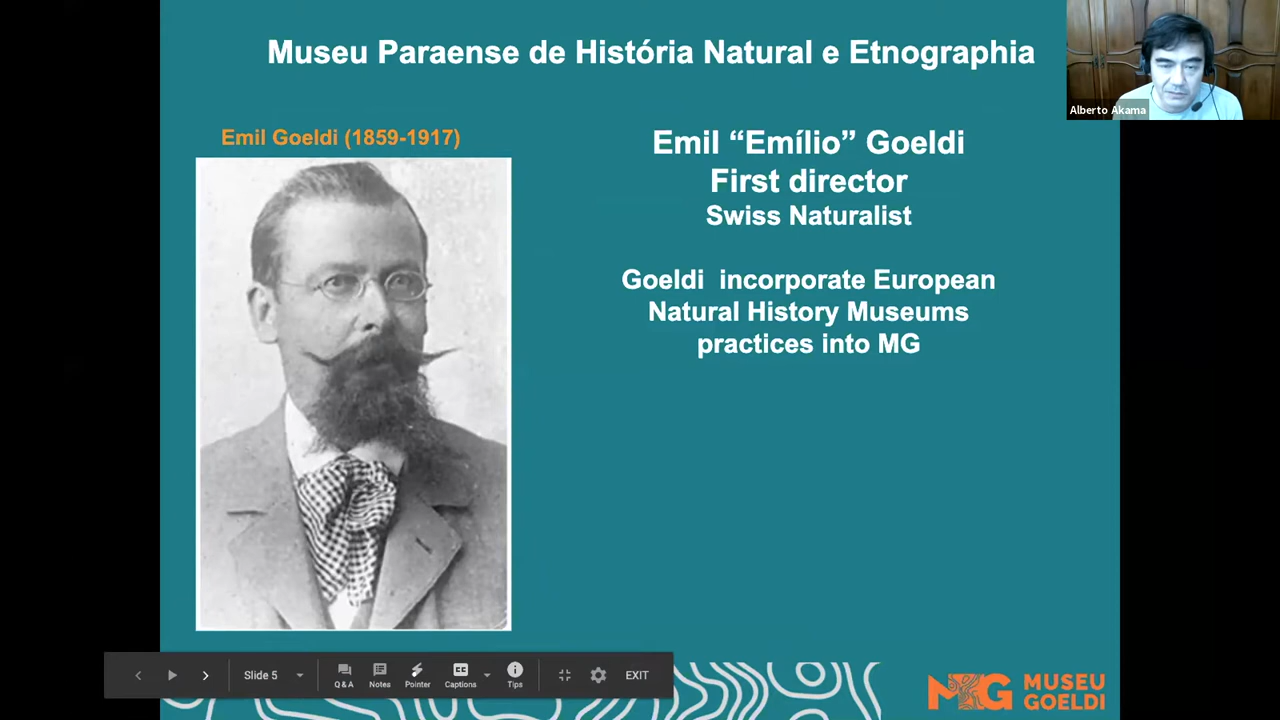 Museu Paraense de História Natural e Etnographia
Alberto Akama
Emil Goeldi (1859-1917)
Emil “Emílio” Goeldi
First director
Swiss Naturalist
Goeldi  incorporate European
Natural History Museums
practices into MG
Slide 5
Q&A
Notes
Pointer
Captions
Tips
EXIT
MG
MUSEU
GOELDI